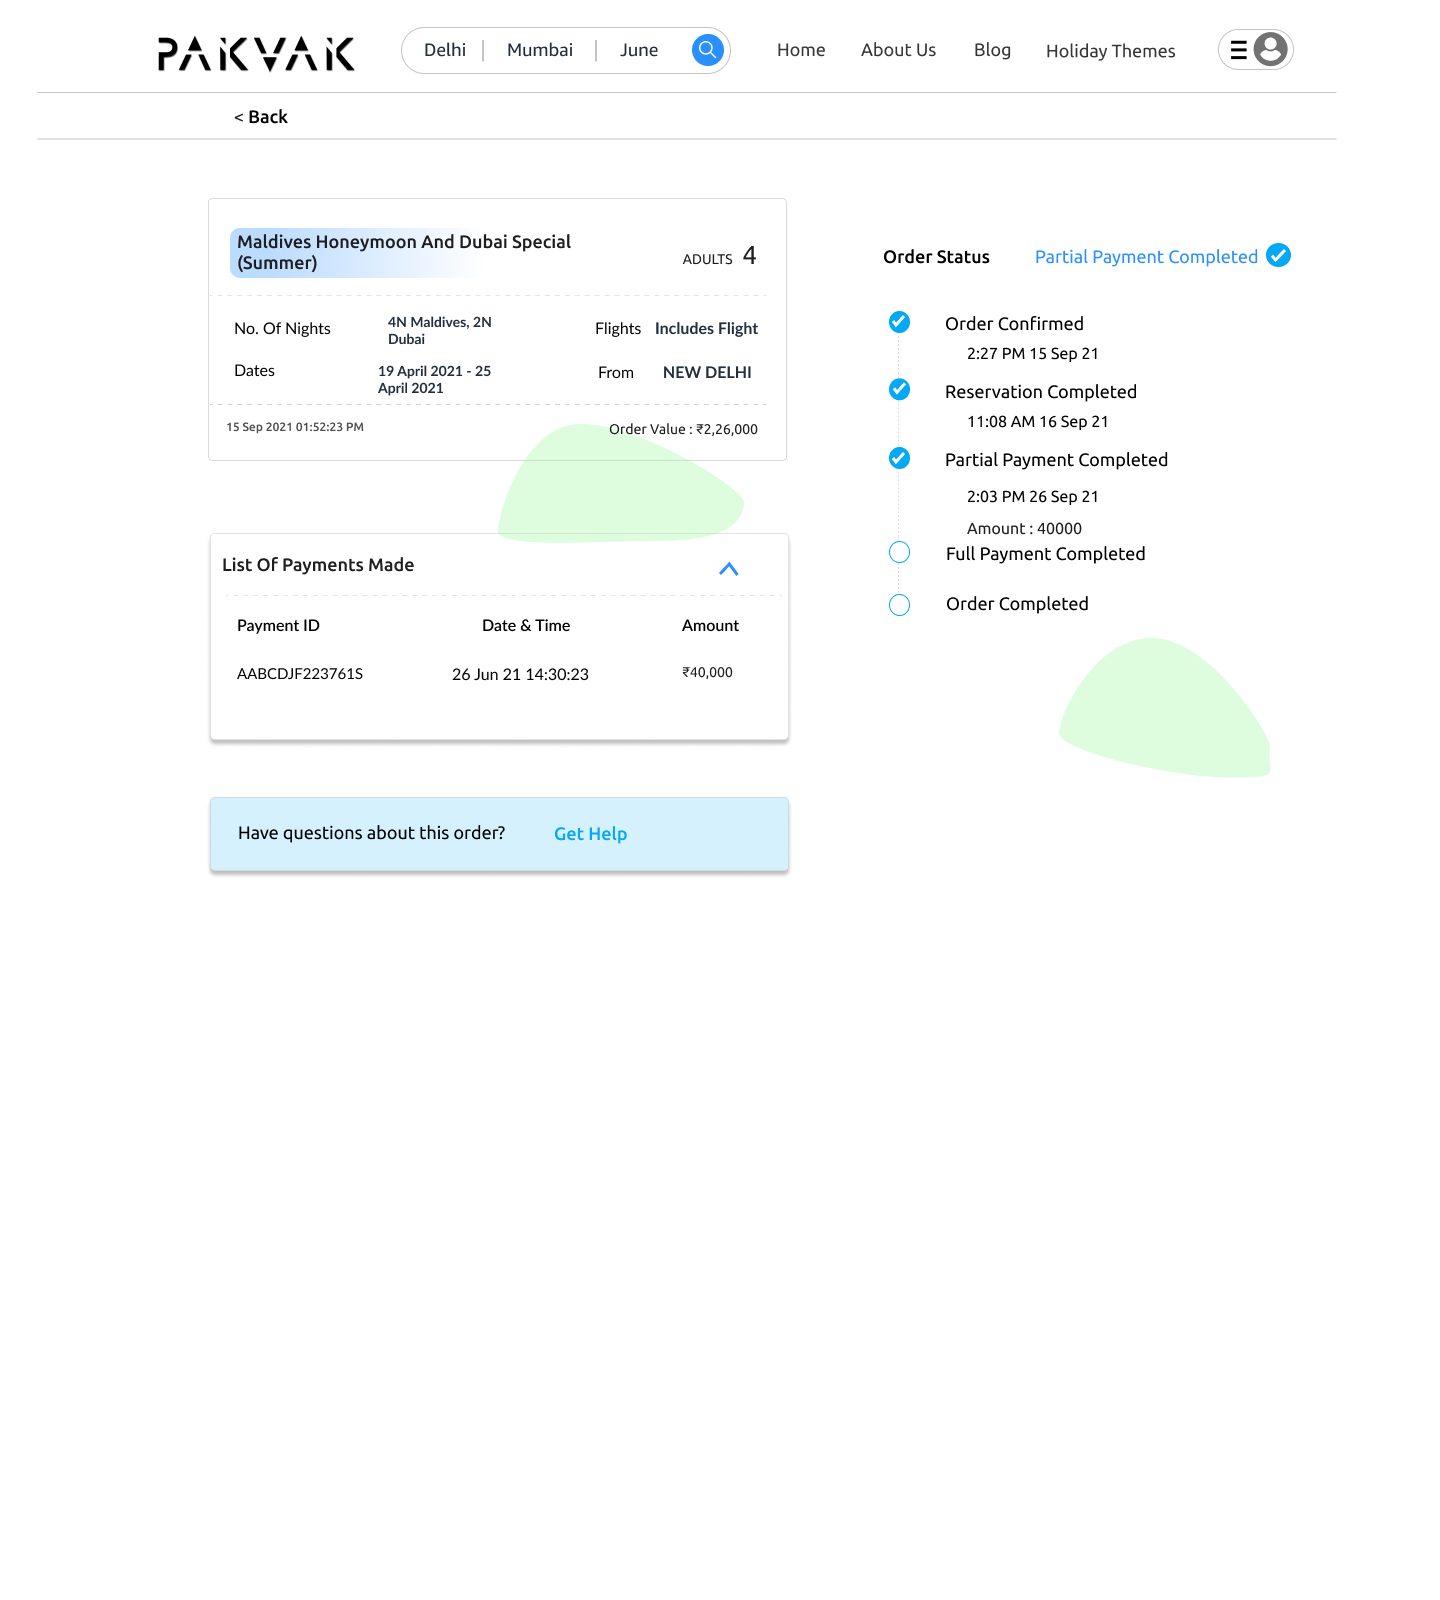 PAKVAK
Delhi | Mumbai | June
Home About Us Blog Holiday Themes
< Back
Maldives Honeymoon And Dubai Special
(Summer)
ADULTS 4
No. Of Nights 4N Maldives, 2N
Dubai
Flights Includes Flight
Dates 19 April 2021 - 25
April 2021
From NEW DELHI
15 Sep 2021 01:52:23 PM
Order Value : ₹2,26,000
List Of Payments Made
Payment ID Date & Time Amount
AABCDJF223761S 26 Jun 21 14:30:23 ₹40,000
Have questions about this order? Get Help
Order Status Partial Payment Completed
Order Confirmed
2:27 PM 15 Sep 21
Reservation Completed
11:08 AM 16 Sep 21
Partial Payment Completed
2:03 PM 26 Sep 21
Amount : 40000
Full Payment Completed
Order Completed